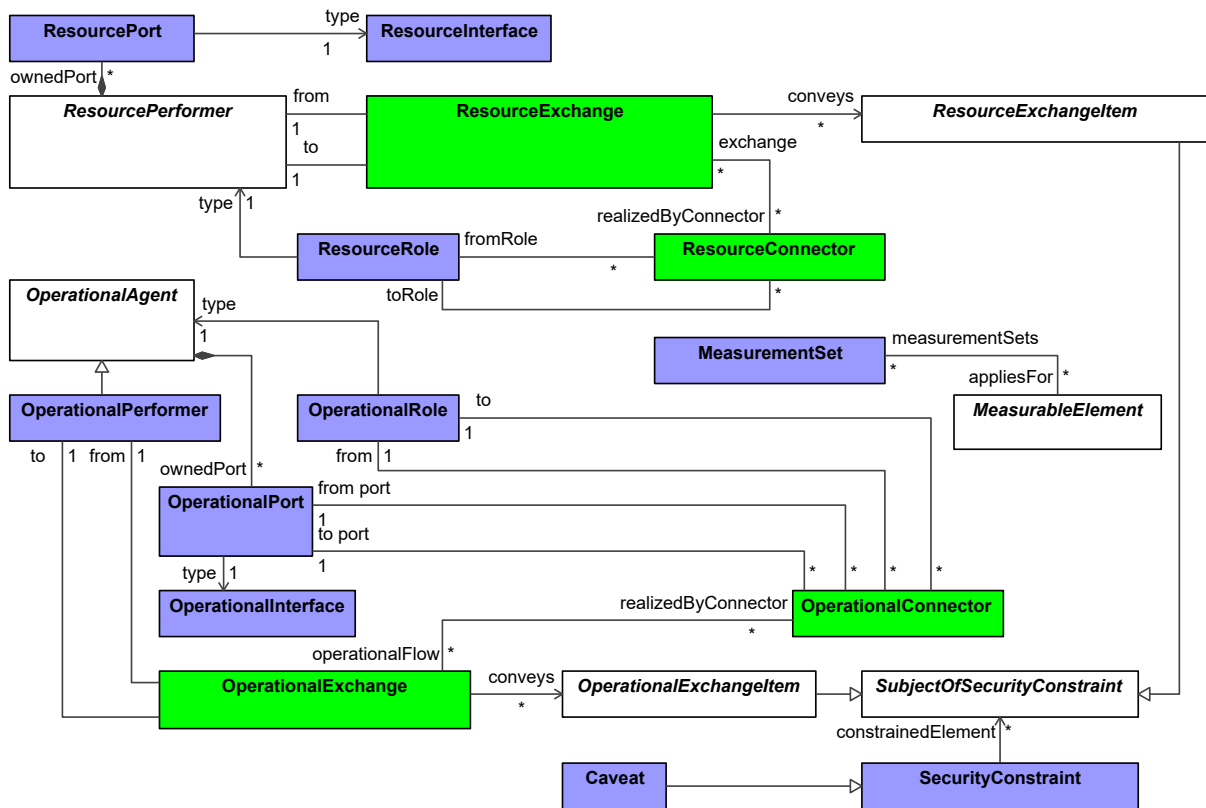 type
ResourcePort
ResourceInterface
1
ownedPort
*
ResourcePerformer
from
ResourceExchange
conveys
ResourceExchangeItem
1
*
to
exchange
1
*
type
1
realizedByConnector
*
ResourceRole
fromRole
ResourceConnector
*
toRole
*
OperationalAgent
type
1
MeasurementSet
measurementSets
*
appliesFor
*
OperationalPerformer
OperationalRole
to
MeasurableElement
1
to
1
from
1
from
1
ownedPort
*
OperationalPort
from port
1
to port
1
type
1
*
*
*
*
OperationalInterface
realizedByConnector
OperationalConnector
*
operationalFlow
*
OperationalExchange
conveys
OperationalExchangeItem
SubjectOfSecurityConstraint
*
constrainedElement
*
Caveat
SecurityConstraint